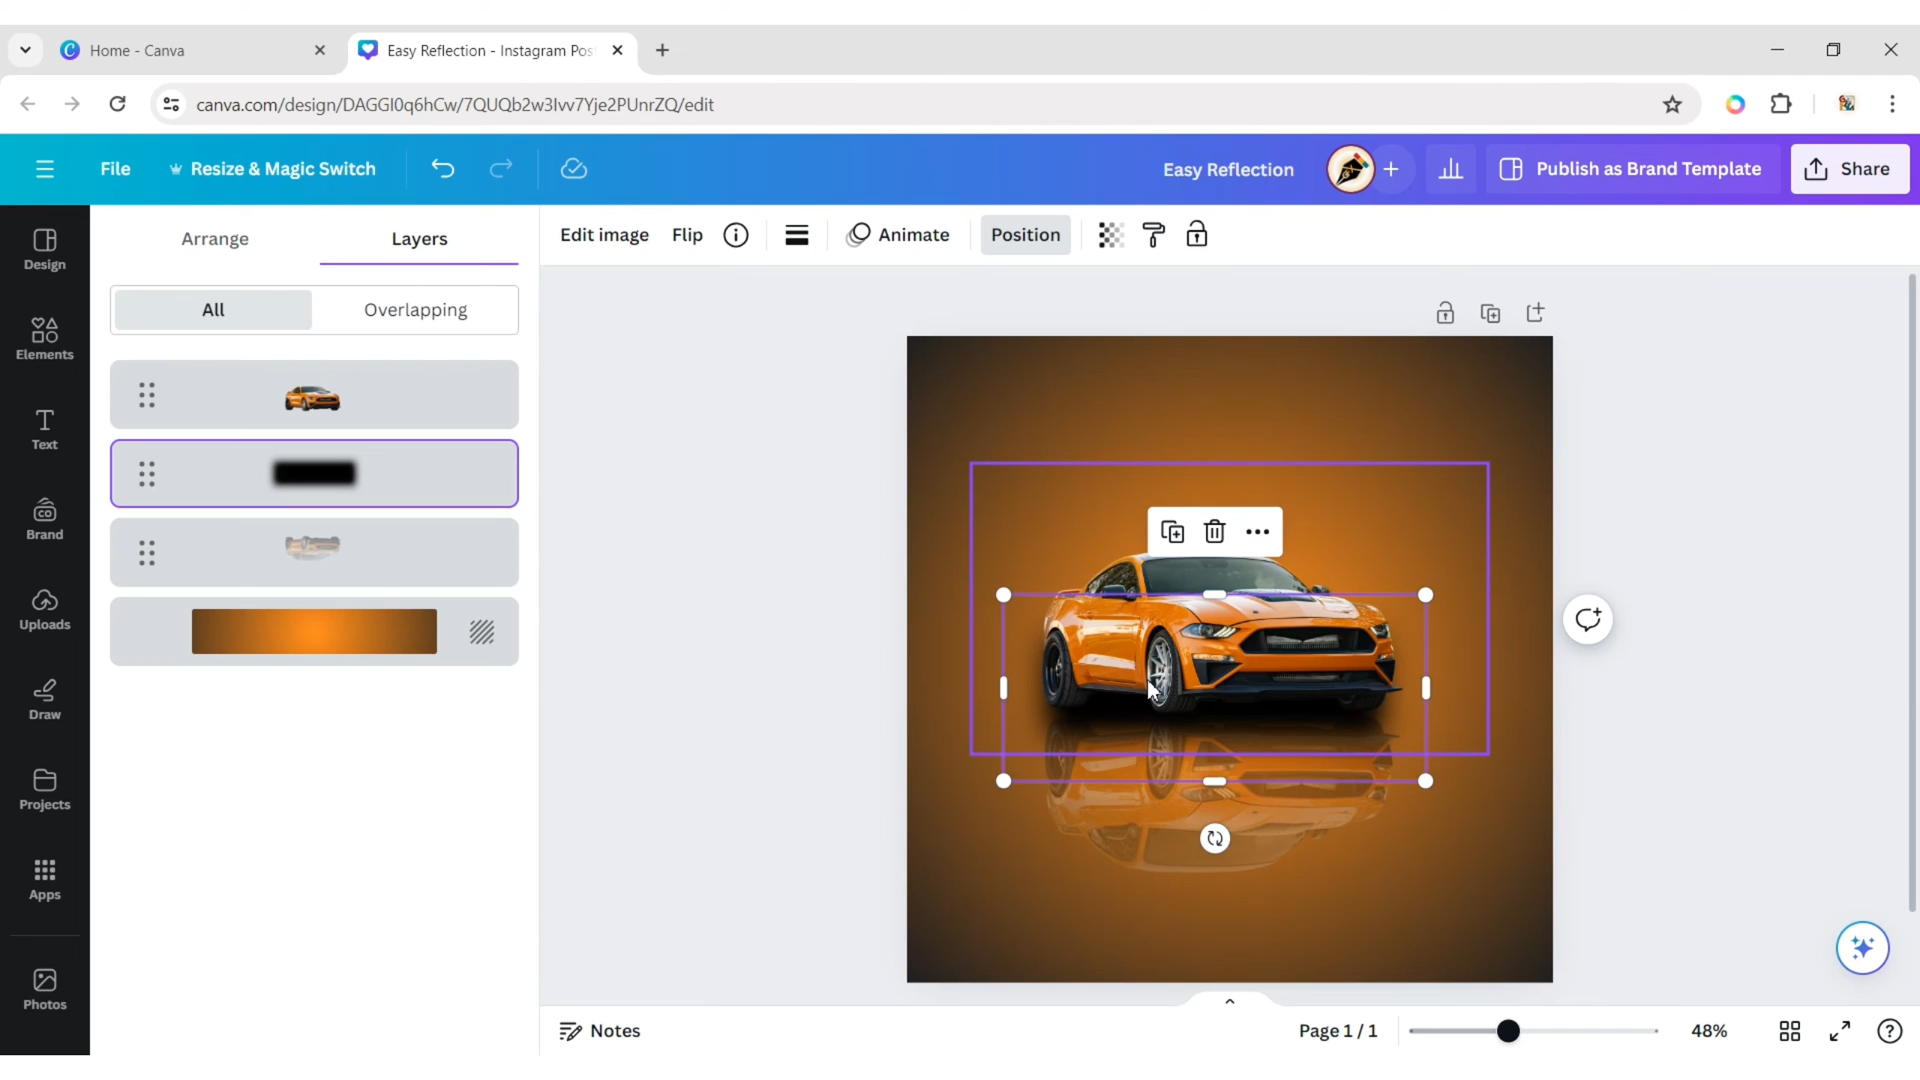 Home - Canva
Easy Reflection - Instagram Pos
canva.com/design/DAGGI0q6hCw/7QUQb2w3Ivv7Yje2PUnrZQ/edit
File
Resize & Magic Switch
Easy Reflection
Publish as Brand Template
Share
Design
Elements
Text
Brand
Uploads
Draw
Projects
Apps
Photos
Arrange
Layers
All
Overlapping
Edit image
Flip
Animate
Position
Notes
Page 1 / 1
48%